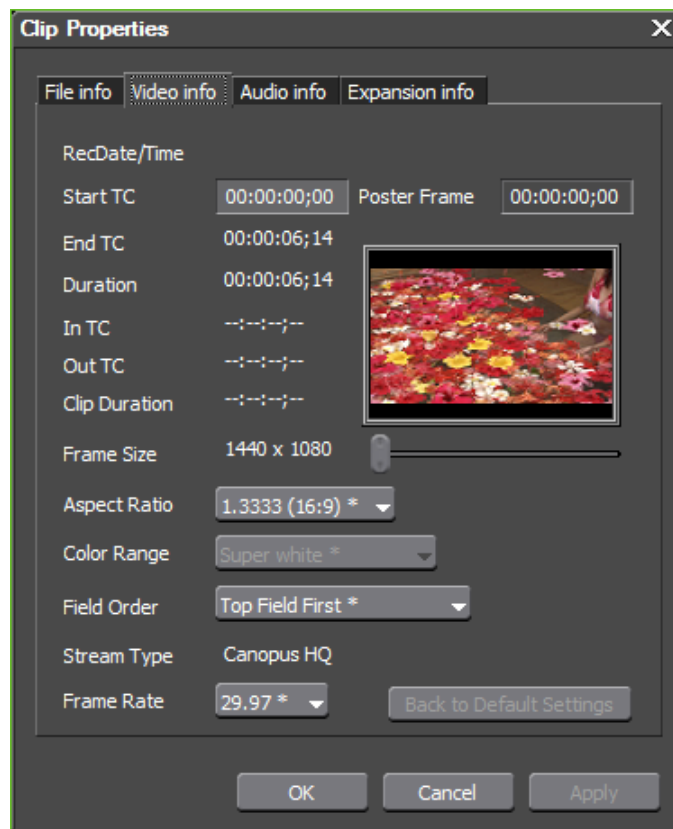 Clip Properties
File info Video info Audio info Expansion info
RecDate/Time
Start TC 00:00:00;00 Poster Frame 00:00:00;00
End TC 00:00:06;14
Duration 00:00:06;14
In TC --:--:--;--
Out TC --:--:--;--
Clip Duration --:--:--;--
Frame Size 1440 x 1080
Aspect Ratio 1.3333 (16:9) *
Color Range Super white *
Field Order Top Field First *
Stream Type Canopus HQ
Frame Rate 29.97 * Back to Default Settings
OK Cancel Apply